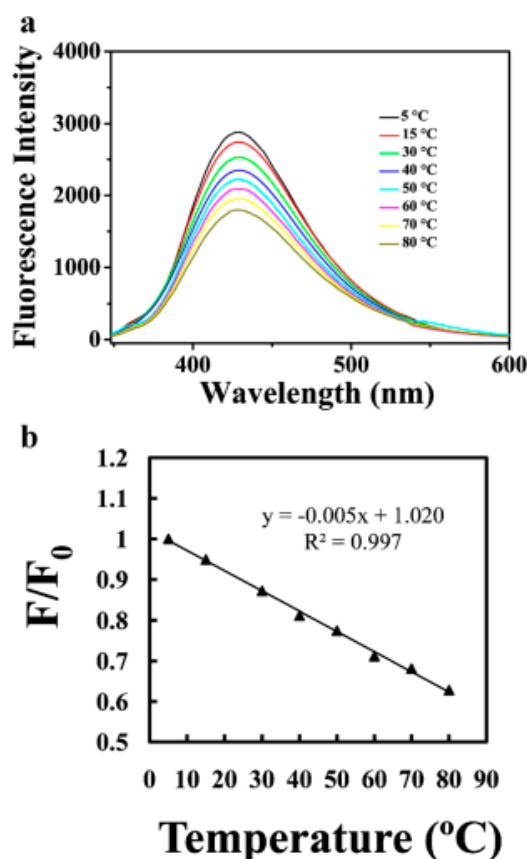 a
4000
3000
2000
1000
0
Fluorescence Intensity
5 °C
15 °C
30 °C
40 °C
50 °C
60 °C
70 °C
80 °C
400
500
600
Wavelength (nm)
b
1.2
1.1
1
0.9
0.8
0.7
0.6
0.5
F/F₀
y = -0.005x + 1.020
R² = 0.997
0 10 20 30 40 50 60 70 80 90
Temperature (ºC)